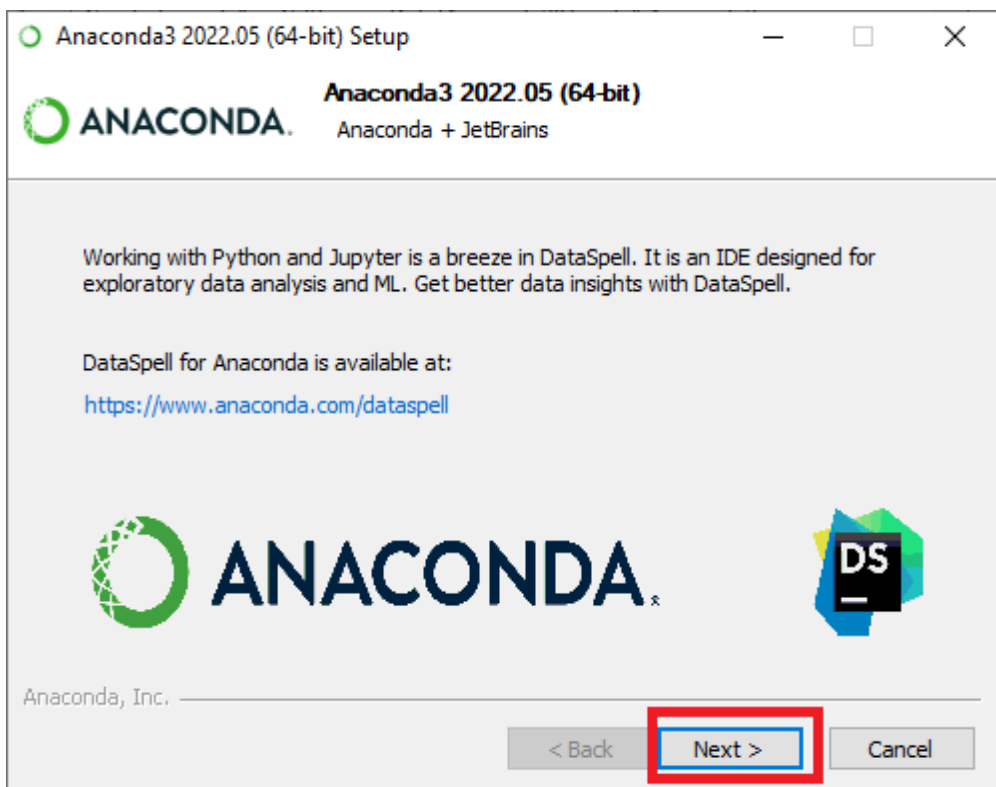 Anaconda3 2022.05 (64-bit) Setup
ANACONDA.
Anaconda3 2022.05 (64-bit)
Anaconda + JetBrains
Working with Python and Jupyter is a breeze in DataSpell. It is an IDE designed for
exploratory data analysis and ML. Get better data insights with DataSpell.
DataSpell for Anaconda is available at:
https://www.anaconda.com/dataspell
ANACONDA.
DS
Anaconda, Inc.
< Back
Next >
Cancel